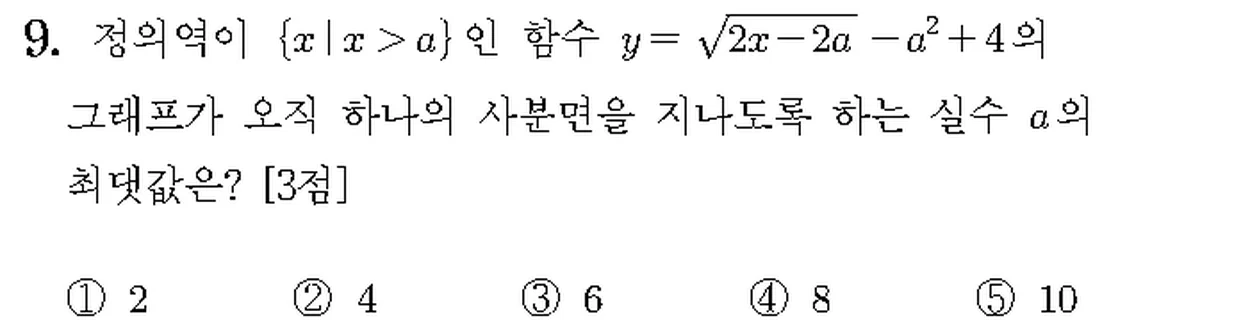 9. 정의역이 {x | x > a}인 함수 y = √(2x−2a) − a² + 4의
그래프가 오직 하나의 사분면을 지나도록 하는 실수 a의
최댓값은? [3점]
① 2 ② 4 ③ 6 ④ 8 ⑤ 10